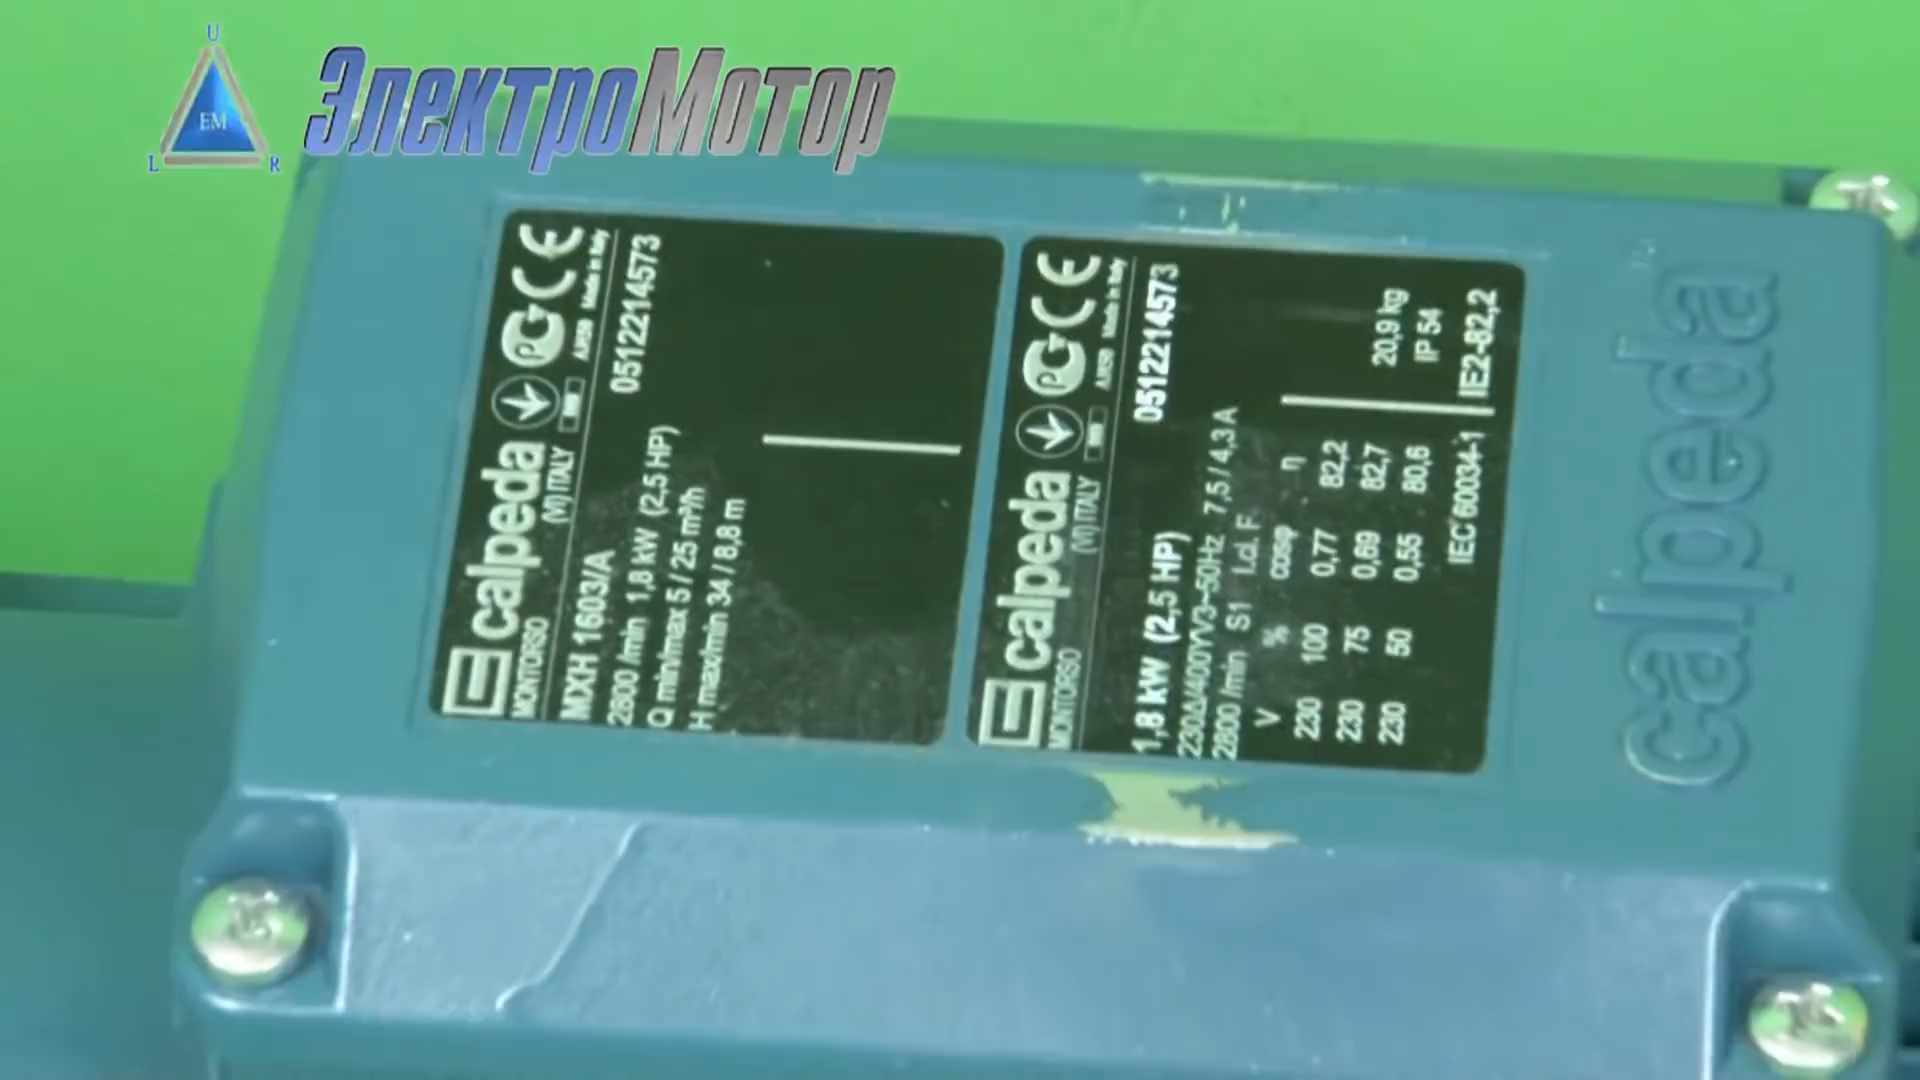 U
EM
L R
ЭлектроМотор
calpeda
MONTORSO (VI) ITALY Made in Italy
MXH 1603/A 0512214573
2800 /min 1,8 kW (2,5 HP)
Q min/max 5 / 25 m³/h
H max/min 34 / 8,8 m
calpeda
MONTORSO (VI) ITALY Made in Italy
0512214573
1,8 kW (2,5 HP)
230Δ/400YV3~50Hz 7,5 / 4,3 A
2800 /min S1 I.cl. F
V % cosφ η
230 100 0,77 82,2 20,9 kg
230 75 0,69 82,7 IP 54
230 50 0,55 80,6
IEC 60034-1 IE2-82,2
calpeda